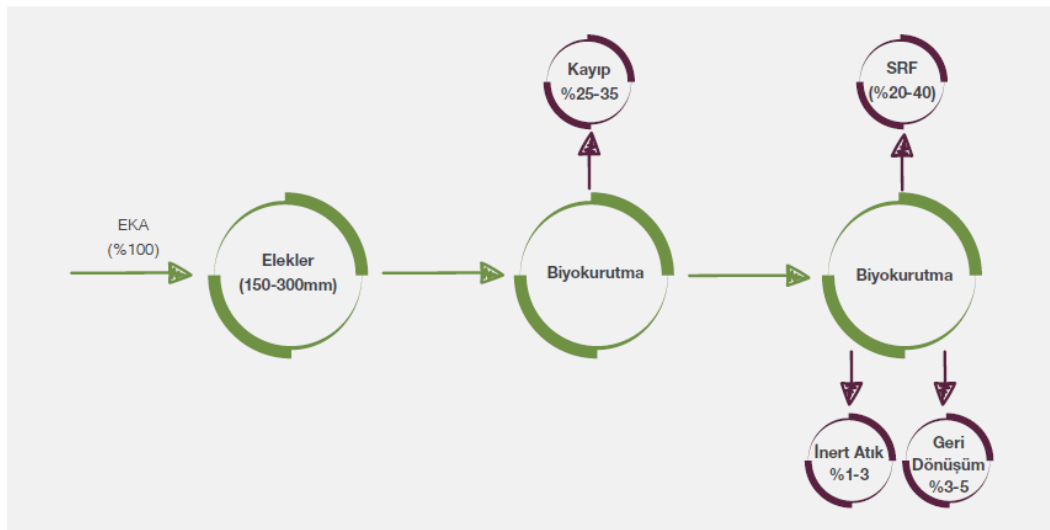 Kayıp
%25-35
SRF
(%20-40)
EKA
(%100)
Elekler
(150-300mm)
Biyokurutma
Biyokurutma
İnert Atık
%1-3
Geri
Dönüşüm
%3-5